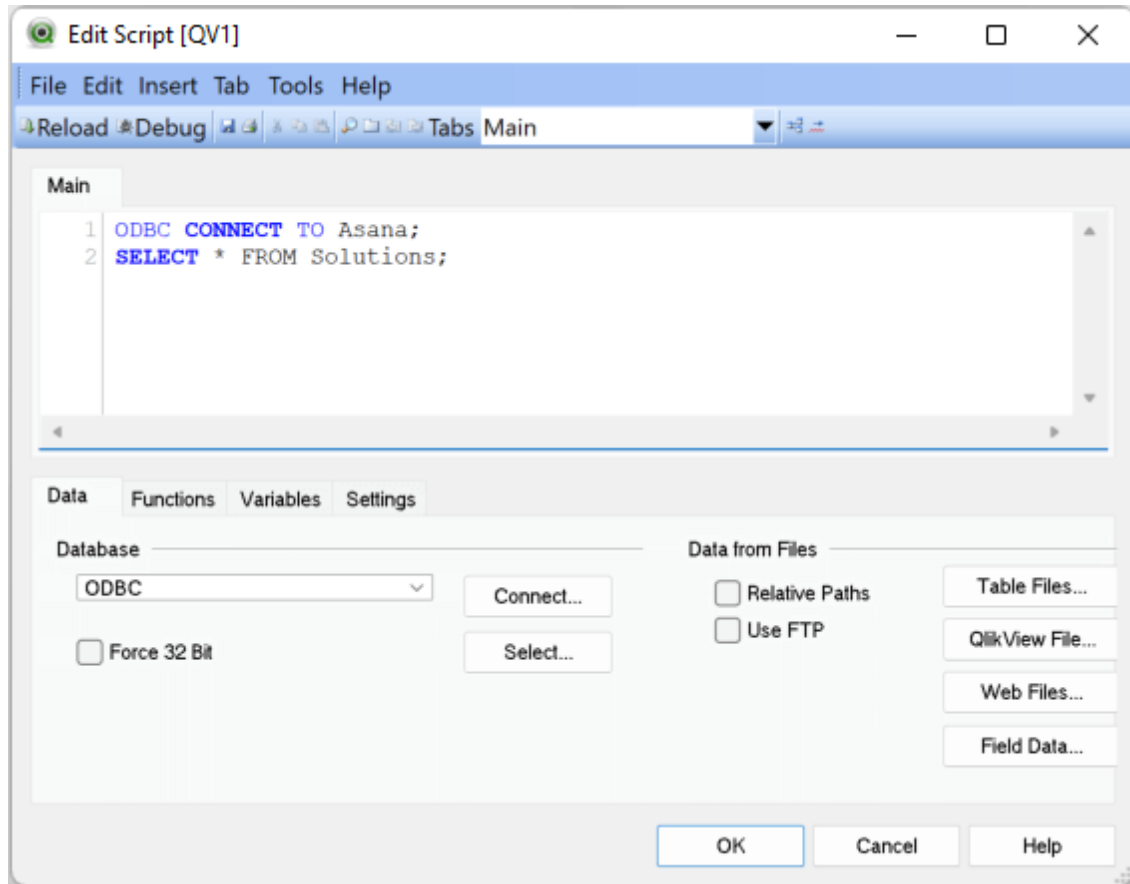 Edit Script [QV1]
File Edit Insert Tab Tools Help
Reload Debug Tabs Main
Main
1 ODBC CONNECT TO Asana;
2 SELECT * FROM Solutions;
Data Functions Variables Settings
Database Data from Files
ODBC Connect... Relative Paths Table Files...
Force 32 Bit Select... Use FTP QlikView File...
Web Files...
Field Data...
OK Cancel Help